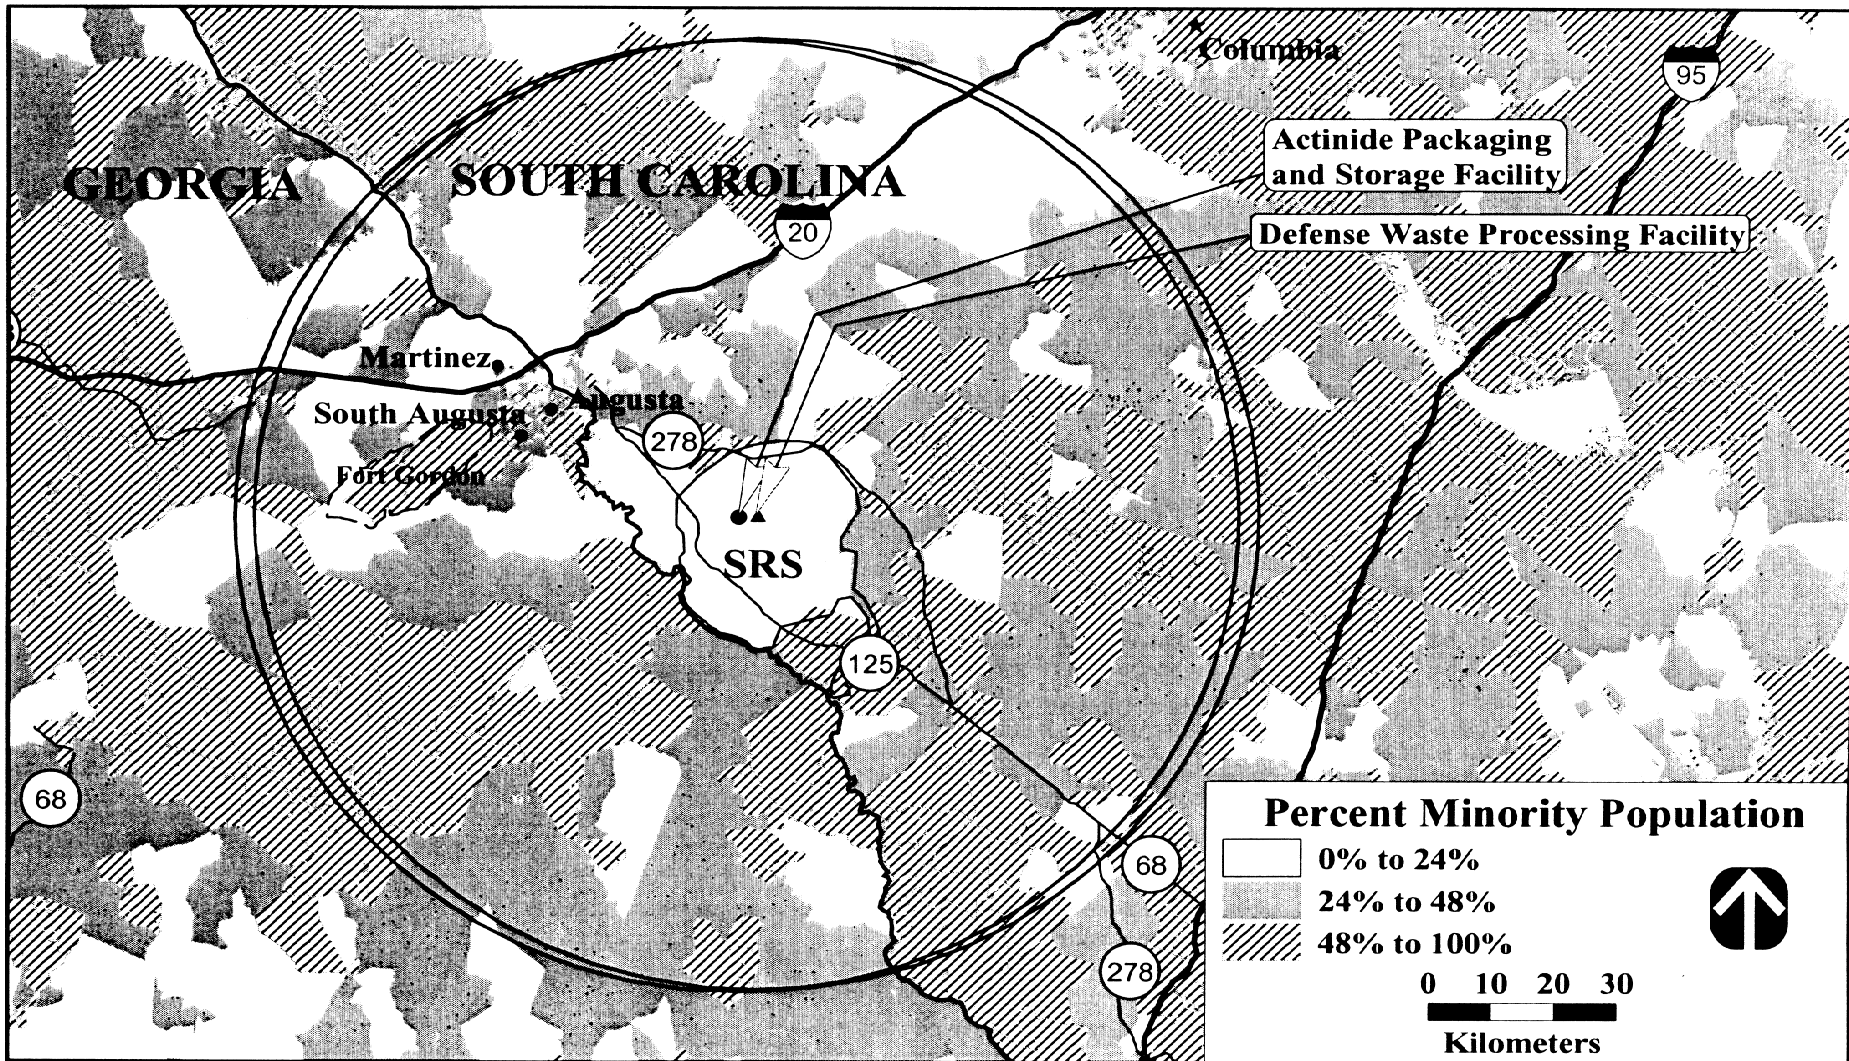 Columbia
95
Actinide Packaging
and Storage Facility
GEORGIA
SOUTH CAROLINA
20
Defense Waste Processing Facility
Martinez
South Augusta
Augusta
278
Fort Gordon
SRS
125
68
Percent Minority Population
0% to 24%
24% to 48%
48% to 100%
68
278
0 10 20 30
Kilometers